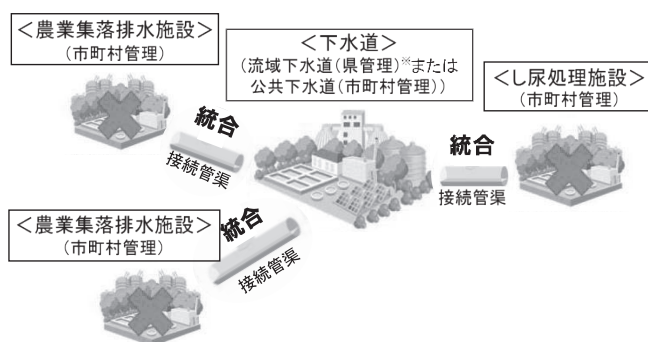 <農業集落排水施設>
(市町村管理)
<下水道>
(流域下水道(県管理)※または
公共下水道(市町村管理))
<し尿処理施設>
(市町村管理)
統合
接続管渠
統合
接続管渠
<農業集落排水施設>
(市町村管理)
統合
接続管渠